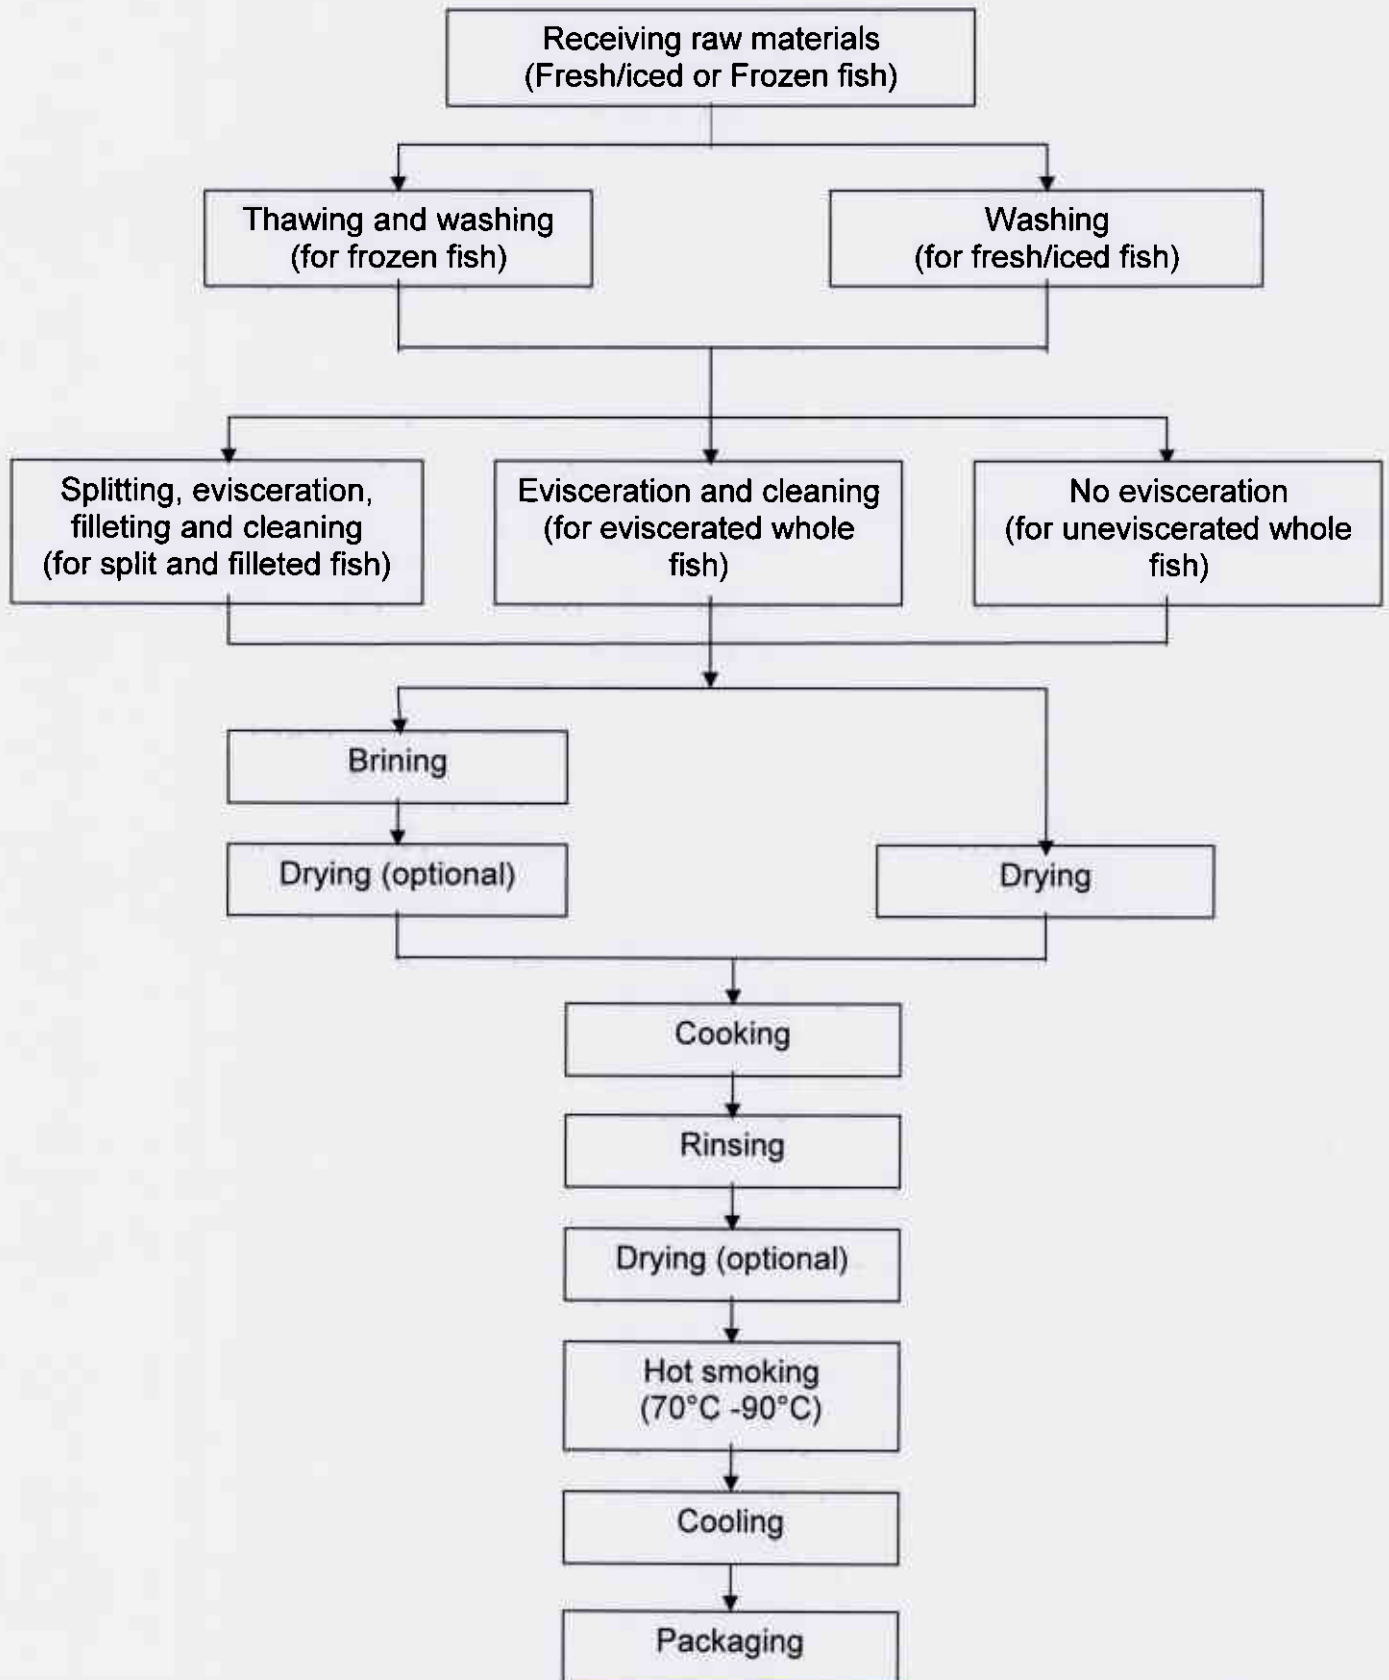 Receiving raw materials
(Fresh/iced or Frozen fish)
Thawing and washing
(for frozen fish)
Washing
(for fresh/iced fish)
Splitting, evisceration,
filleting and cleaning
(for split and filleted fish)
Evisceration and cleaning
(for eviscerated whole
fish)
No evisceration
(for uneviscerated whole
fish)
Brining
Drying (optional)
Drying
Cooking
Rinsing
Drying (optional)
Hot smoking
(70°C -90°C)
Cooling
Packaging